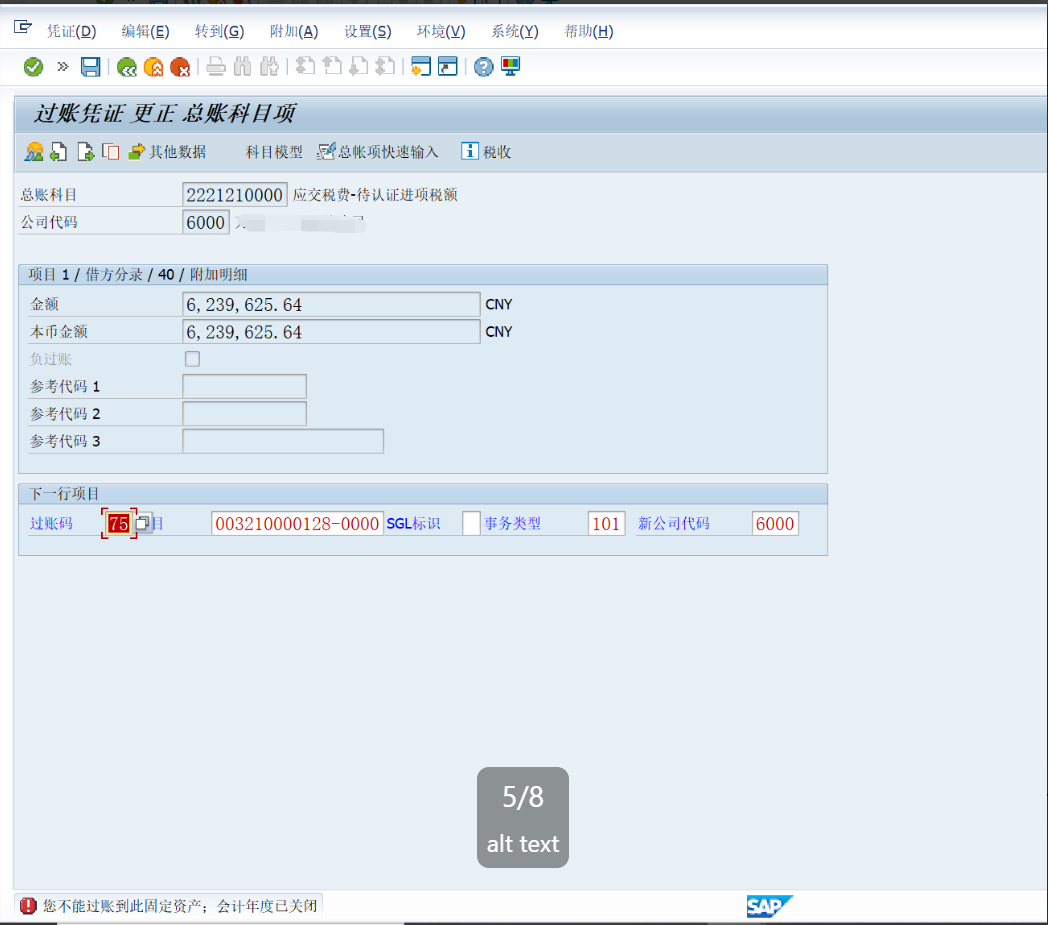 凭证(D) 编辑(E) 转到(G) 附加(A) 设置(S) 环境(V) 系统(Y) 帮助(H)
过账凭证 更正 总账科目项
其他数据 科目模型 总帐项快速输入 税收
总账科目 2221210000 应交税费-待认证进项税额
公司代码 6000
项目 1 / 借方分录 / 40 / 附加明细
金额 6,239,625.64 CNY
本币金额 6,239,625.64 CNY
负过账
参考代码 1
参考代码 2
参考代码 3
下一行项目
过账码 75 目 003210000128-0000 SGL标识 事务类型 101 新公司代码 6000
5/8
alt text
您不能过账到此固定资产；会计年度已关闭
SAP